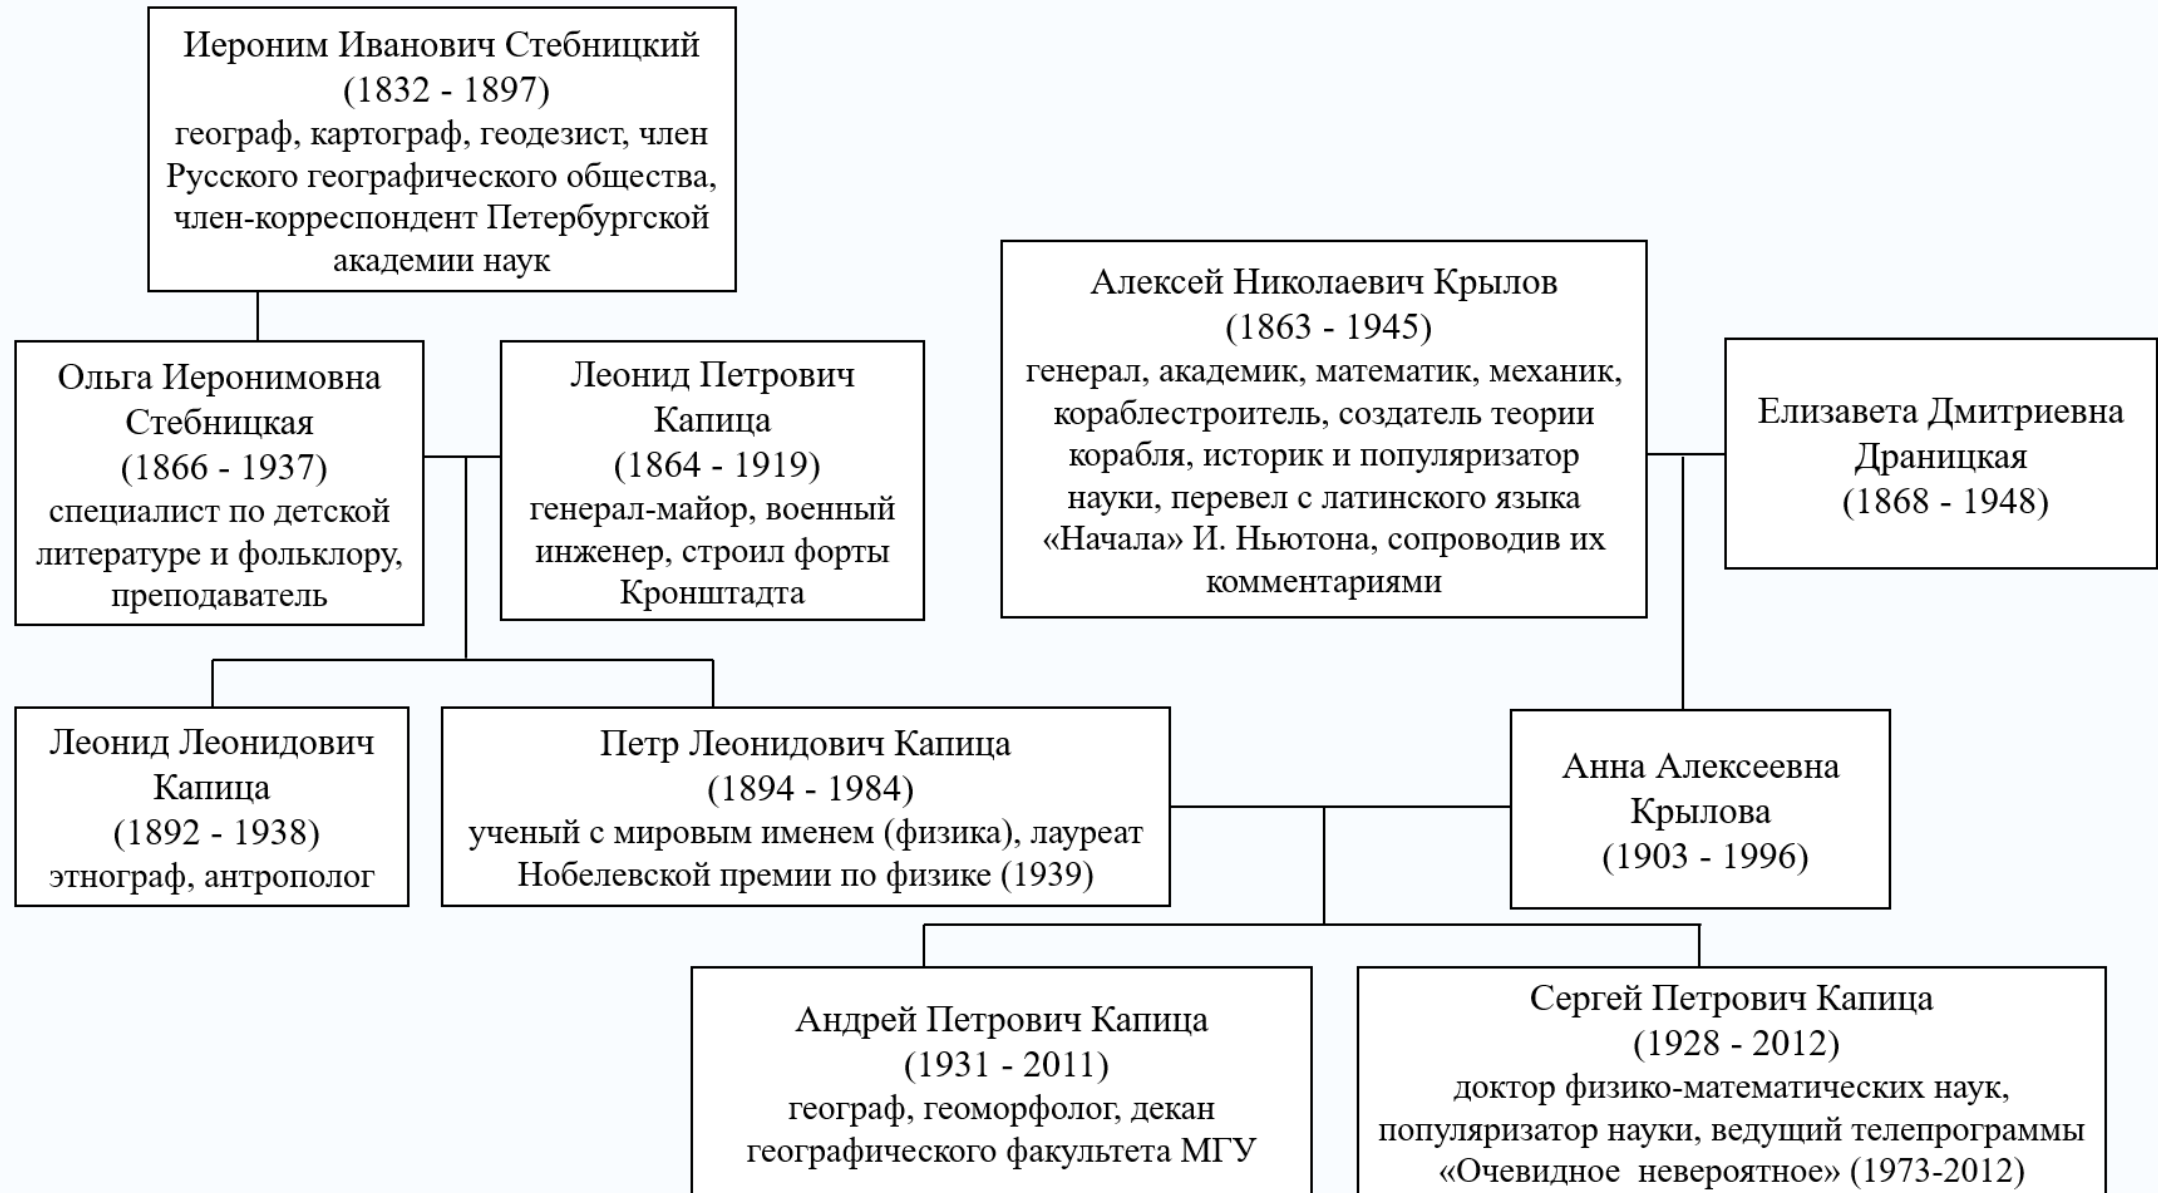 Иероним Иванович Стебницкий
(1832 - 1897)
географ, картограф, геодезист, член
Русского географического общества,
член-корреспондент Петербургской
академии наук
Ольга Иеронимовна
Стебницкая
(1866 - 1937)
специалист по детской
литературе и фольклору,
преподаватель
Леонид Петрович
Капица
(1864 - 1919)
генерал-майор, военный
инженер, строил форты
Кронштадта
Алексей Николаевич Крылов
(1863 - 1945)
генерал, академик, математик, механик,
кораблестроитель, создатель теории
корабля, историк и популяризатор
науки, перевел с латинского языка
«Начала» И. Ньютона, сопроводив их
комментариями
Елизавета Дмитриевна
Драницкая
(1868 - 1948)
Леонид Леонидович
Капица
(1892 - 1938)
этнограф, антрополог
Петр Леонидович Капица
(1894 - 1984)
ученый с мировым именем (физика), лауреат
Нобелевской премии по физике (1939)
Анна Алексеевна
Крылова
(1903 - 1996)
Андрей Петрович Капица
(1931 - 2011)
географ, геоморфолог, декан
географического факультета МГУ
Сергей Петрович Капица
(1928 - 2012)
доктор физико-математических наук,
популяризатор науки, ведущий телепрограммы
«Очевидное  невероятное» (1973-2012)